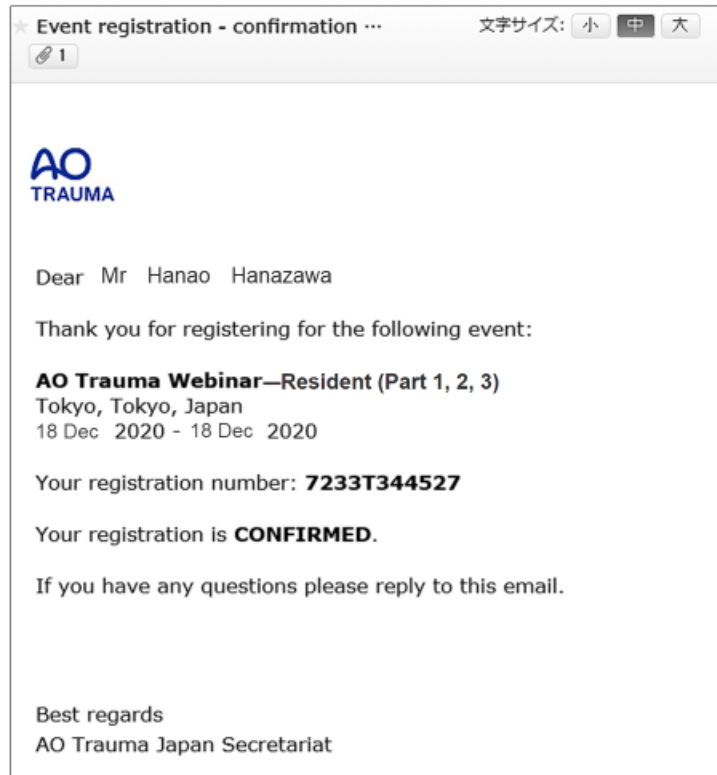 Event registration - confirmation ···
文字サイズ: 小 中 大
1
AO
TRAUMA
Dear Mr Hanao Hanazawa
Thank you for registering for the following event:
AO Trauma Webinar—Resident (Part 1, 2, 3)
Tokyo, Tokyo, Japan
18 Dec 2020 - 18 Dec 2020
Your registration number: 7233T344527
Your registration is CONFIRMED.
If you have any questions please reply to this email.
Best regards
AO Trauma Japan Secretariat